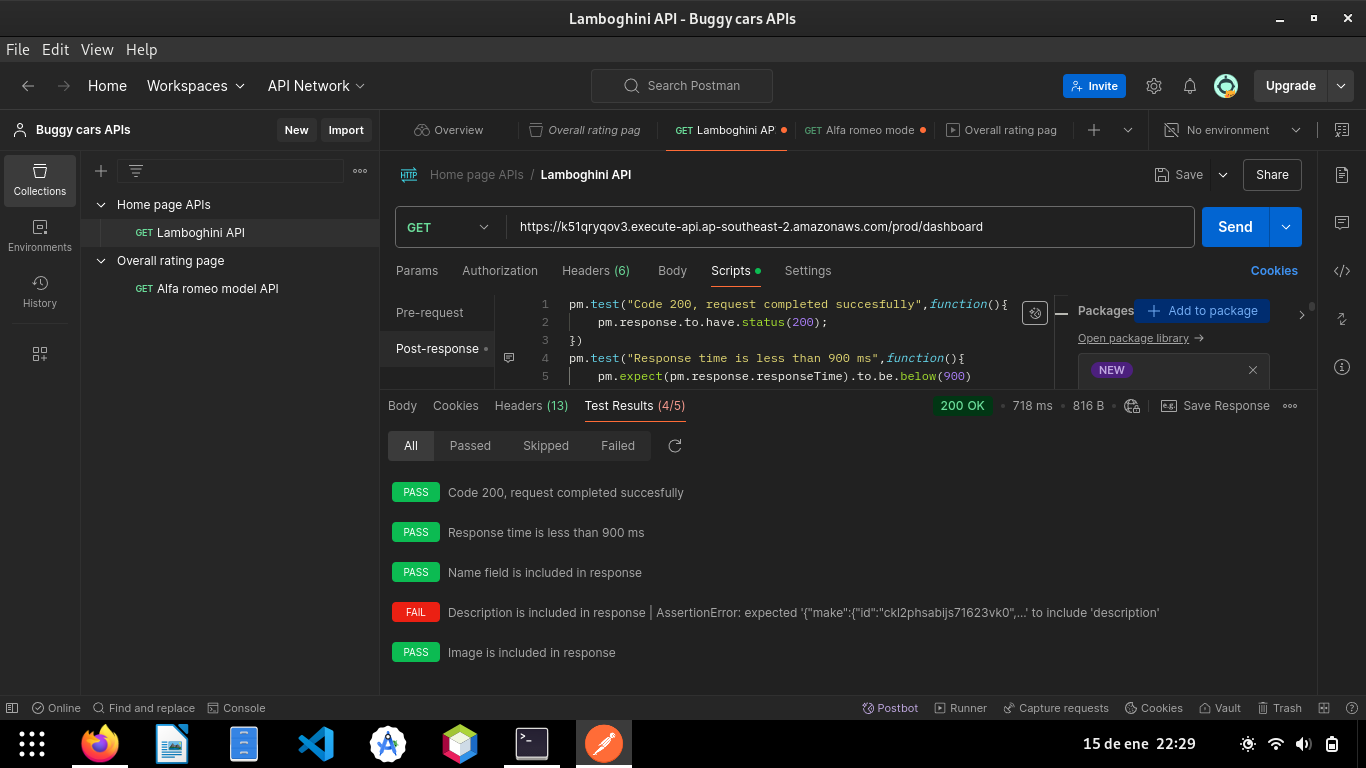 Lamboghini API - Buggy cars APIs
File Edit View Help
Home Workspaces API Network Search Postman Invite Upgrade
Buggy cars APIs New Import
Overview Overall rating pag GET Lamboghini AP Alfa romeo mode Overall rating pag No environment
GET
Collections
Home page APIs / Lamboghini API Save Share
Home page APIs
GET Lamboghini API
Environments
Overall rating page
GET Alfa romeo model API
History
GET https://k51qryqov3.execute-api.ap-southeast-2.amazonaws.com/prod/dashboard Send
Params Authorization Headers (6) Body Scripts Settings Cookies
Pre-request
Post-response
1 pm.test("Code 200, request completed succesfully",function(){
2 pm.response.to.have.status(200);
3 })
4 pm.test("Response time is less than 900 ms",function(){
5 pm.expect(pm.response.responseTime).to.be.below(900)
Packages Add to package
Open package library →
NEW
Body Cookies Headers (13) Test Results (4/5) 200 OK 718 ms 816 B e.g. Save Response
All Passed Skipped Failed
PASS Code 200, request completed succesfully
PASS Response time is less than 900 ms
PASS Name field is included in response
FAIL Description is included in response | AssertionError: expected '{"make":{"id":"ckl2phsabijs71623vk0",...' to include 'description'
PASS Image is included in response
Online Find and replace Console Postbot Runner Capture requests Cookies Vault Trash
15 de ene 22:29